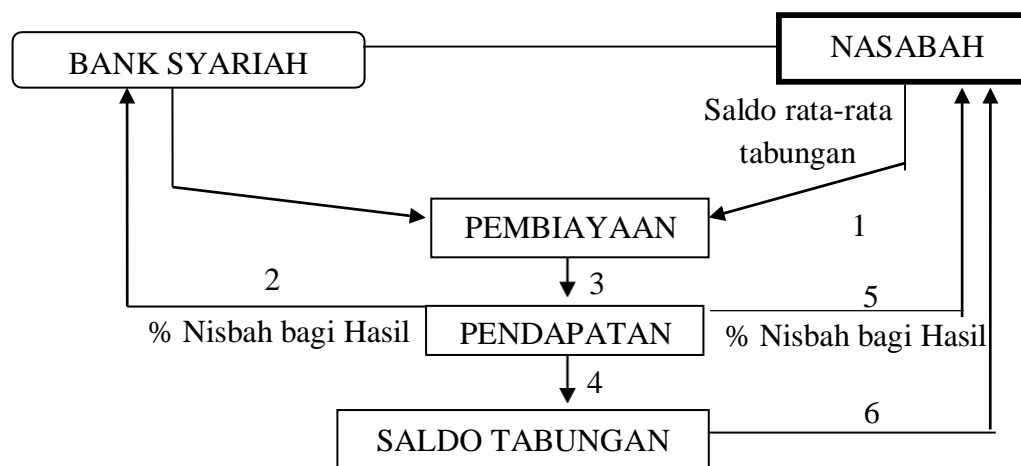 BANK SYARIAH
NASABAH
Saldo rata-rata
tabungan
PEMBIAYAAN
1
2
3
5
% Nisbah bagi Hasil
PENDAPATAN
% Nisbah bagi Hasil
4
6
SALDO TABUNGAN